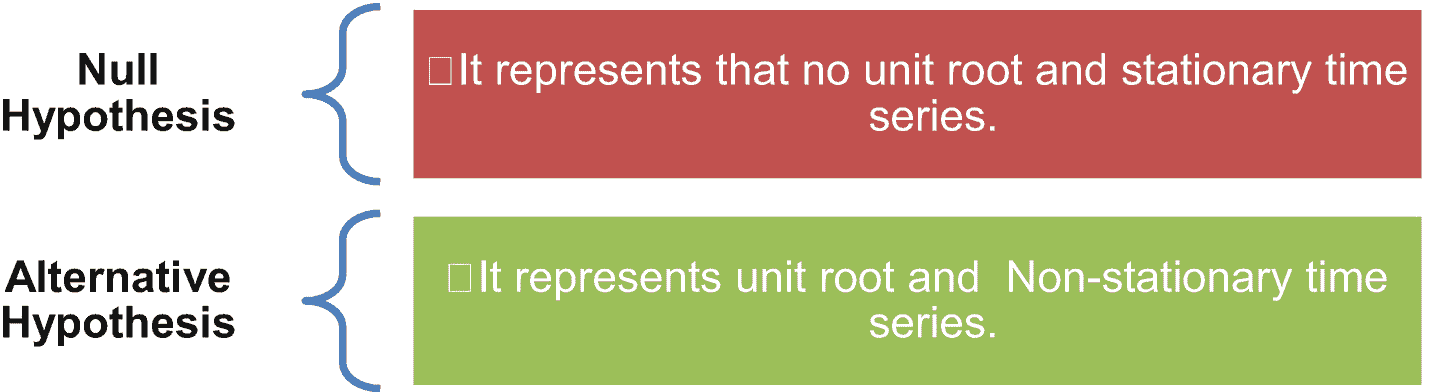 Null
Hypothesis
□It represents that no unit root and stationary time
series.
Alternative
Hypothesis
□It represents unit root and  Non-stationary time
series.